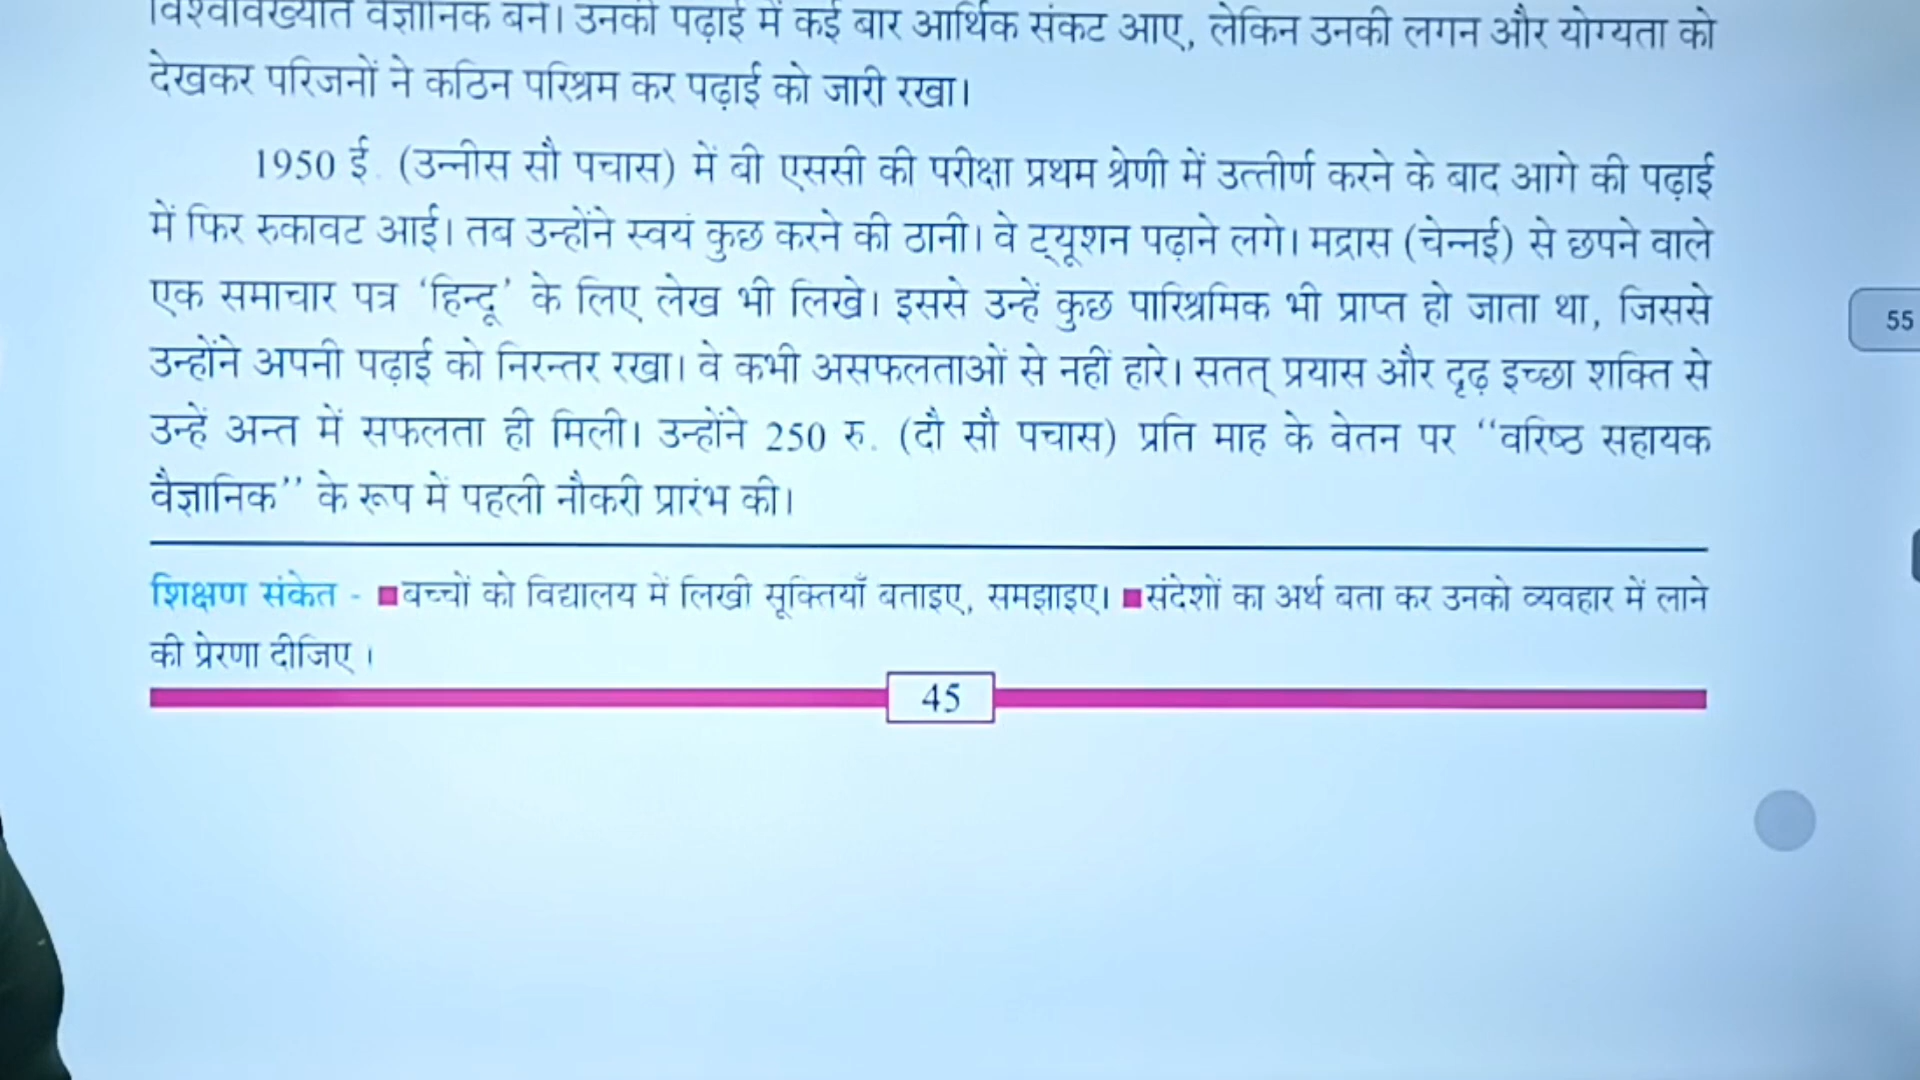 विश्वविख्यात वैज्ञानिक बने। उनकी पढ़ाई में कई बार आर्थिक संकट आए, लेकिन उनकी लगन और योग्यता को
देखकर परिजनों ने कठिन परिश्रम कर पढ़ाई को जारी रखा।
1950 ई. (उन्नीस सौ पचास) में बी एससी की परीक्षा प्रथम श्रेणी में उत्तीर्ण करने के बाद आगे की पढ़ाई
में फिर रुकावट आई। तब उन्होंने स्वयं कुछ करने की ठानी। वे ट्यूशन पढ़ाने लगे। मद्रास (चेन्नई) से छपने वाले
एक समाचार पत्र ‘हिन्दू’ के लिए लेख भी लिखे। इससे उन्हें कुछ पारिश्रमिक भी प्राप्त हो जाता था, जिससे
उन्होंने अपनी पढ़ाई को निरन्तर रखा। वे कभी असफलताओं से नहीं हारे। सतत् प्रयास और दृढ़ इच्छा शक्ति से
उन्हें अन्त में सफलता ही मिली। उन्होंने 250 रु. (दौ सौ पचास) प्रति माह के वेतन पर ‘‘वरिष्ठ सहायक
वैज्ञानिक’’ के रूप में पहली नौकरी प्रारंभ की।
शिक्षण संकेत - ■बच्चों को विद्यालय में लिखी सूक्तियाँ बताइए, समझाइए। ■संदेशों का अर्थ बता कर उनको व्यवहार में लाने
की प्रेरणा दीजिए।
45
55